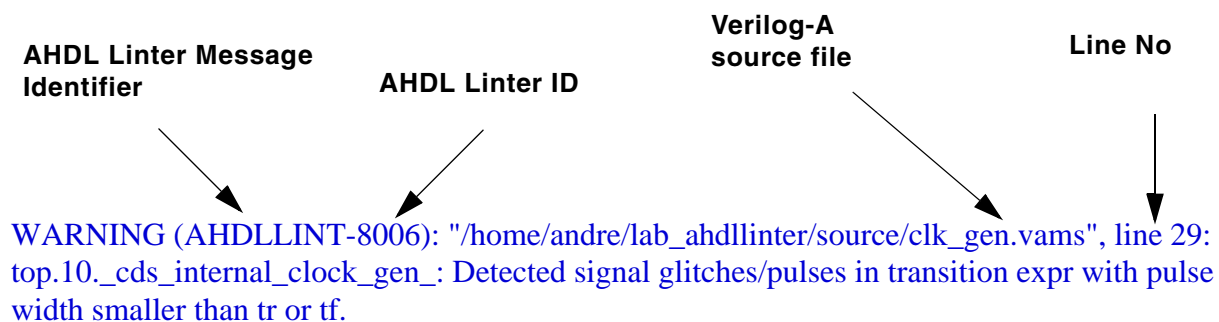 AHDL Linter Message
Identifier
AHDL Linter ID
Verilog-A
source file
Line No
WARNING (AHDLLINT-8006): "/home/andre/lab_ahdllinter/source/clk_gen.vams", line 29:
top.10._cds_internal_clock_gen_: Detected signal glitches/pulses in transition expr with pulse
width smaller than tr or tf.